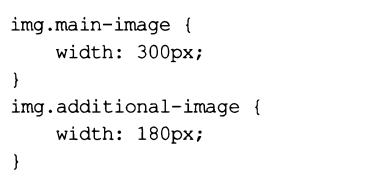 img.main-image {
    width: 300px;
}
img.additional-image {
    width: 180px;
}